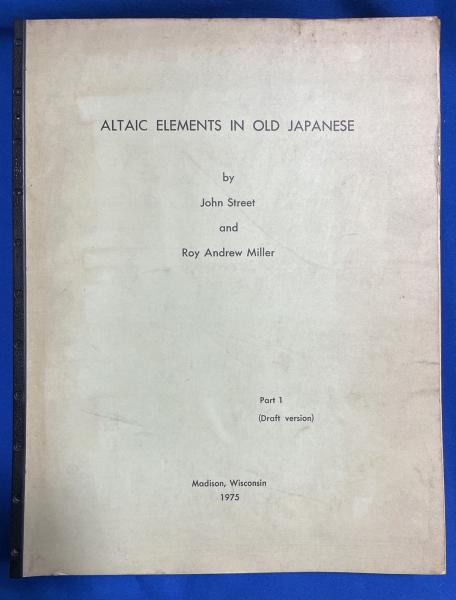 ALTAIC ELEMENTS IN OLD JAPANESE
by
John Street
and
Roy Andrew Miller
Part 1
(Draft version)
Madison, Wisconsin
1975